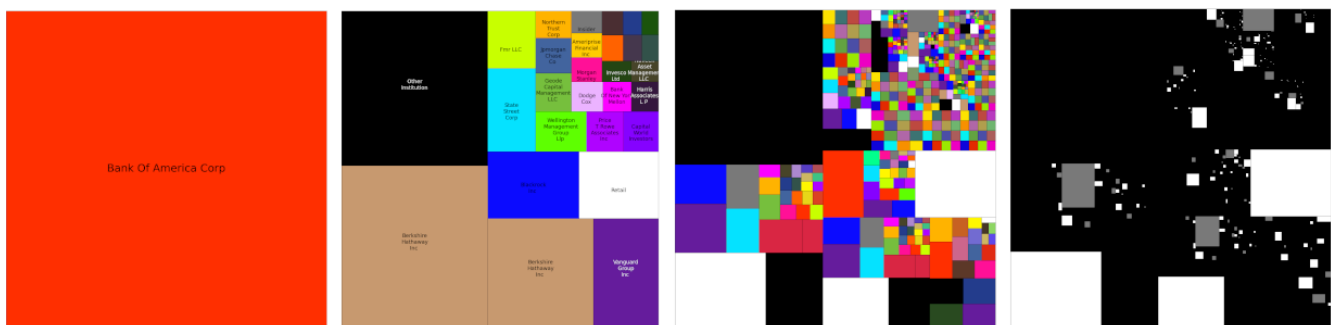 Bank Of America Corp
Other
Institution
Berkshire
Hathaway
Inc
Fmr LLC
State
Street
Corp
Northern
Trust
Corp
Jpmorgan
Chase
Co
Geode
Capital
Management
LLC
Wellington
Management
Group
Llp
Insider
Ameriprise
Financial
Inc
Morgan
Stanley
Dodge
Cox
Invesco
Ltd
Asset
Management
LLC
Harris
Associates
L P
Price
T Rowe
Associates
Inc
Capital
World
Investors
Blackrock
Inc
Retail
Berkshire
Hathaway
Inc
Vanguard
Group
Inc